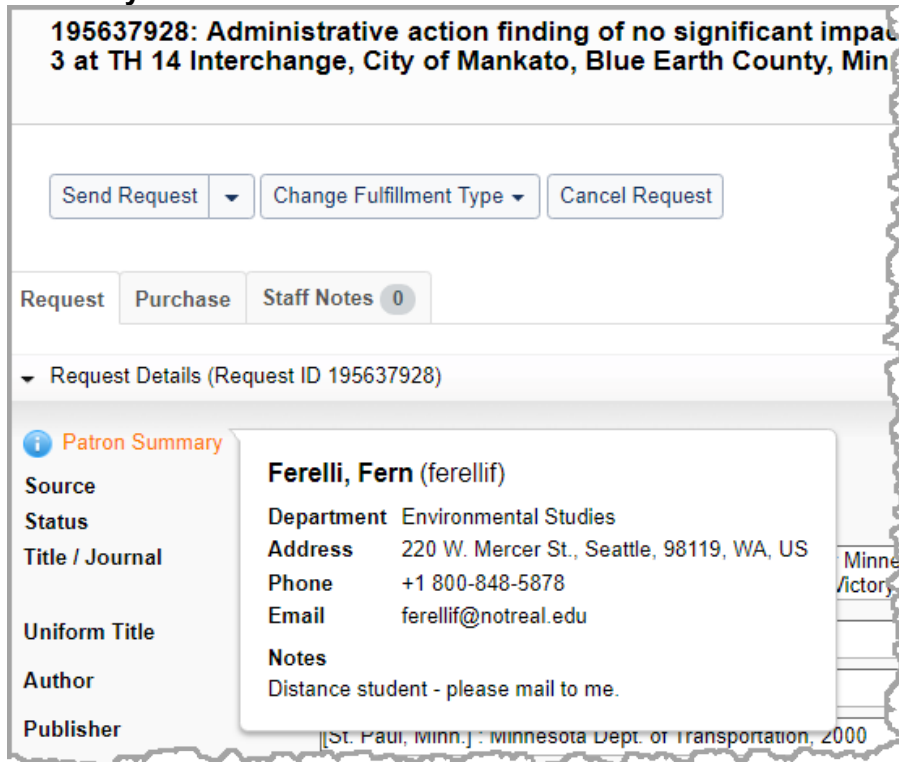 195637928: Administrative action finding of no significant impac
3 at TH 14 Interchange, City of Mankato, Blue Earth County, Min
Send Request Change Fulfillment Type Cancel Request
Request Purchase Staff Notes 0
Request Details (Request ID 195637928)
Patron Summary
Ferelli, Fern (ferellif)
Source
Department Environmental Studies
Status
Address 220 W. Mercer St., Seattle, 98119, WA, US
Title / Journal
Minne
Phone +1 800-848-5878
Victory
Email ferellif@notreal.edu
Uniform Title
Notes
Author
Distance student - please mail to me.
Publisher
[St. Paul, Minn.] : Minnesota Dept. of Transportation, 2000